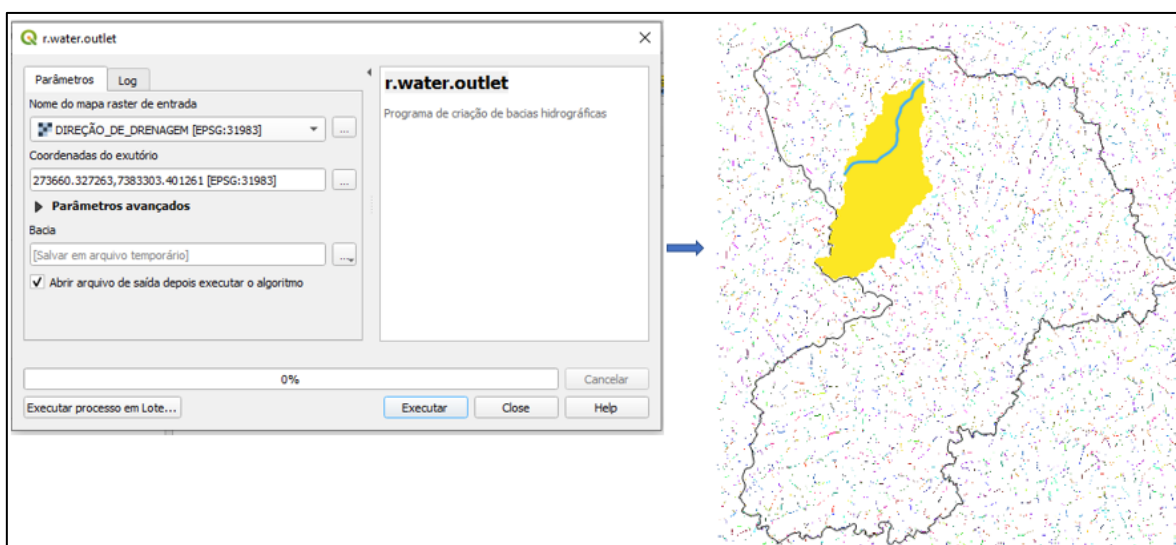 r.water.outlet
Parâmetros
Log
Nome do mapa raster de entrada
DIREÇÃO_DE_DRENAGEM [EPSG:31983]
...
Coordenadas do exutório
273660.327263,7383303.401261 [EPSG:31983]
...
Parâmetros avançados
Bacia
[Salvar em arquivo temporário]
...
Abrir arquivo de saída depois executar o algoritmo
r.water.outlet
Programa de criação de bacias hidrográficas
0%
Cancelar
Executar processo em Lote...
Executar
Close
Help